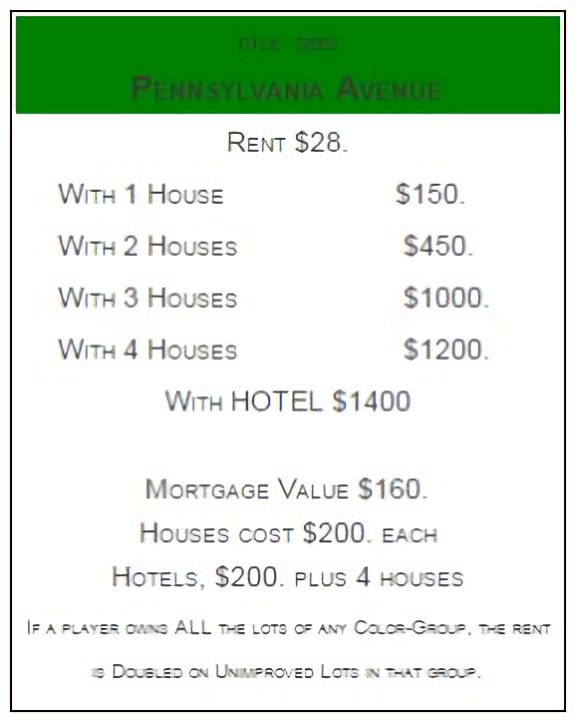 TITLE DEED
PENNSYLVANIA AVENUE
RENT $28.
WITH 1 HOUSE $150.
WITH 2 HOUSES $450.
WITH 3 HOUSES $1000.
WITH 4 HOUSES $1200.
WITH HOTEL $1400
MORTGAGE VALUE $160.
HOUSES COST $200. EACH
HOTELS, $200. PLUS 4 HOUSES
IF A PLAYER OWNS ALL THE LOTS OF ANY COLOR-GROUP, THE RENT
IS DOUBLED ON UNIMPROVED LOTS IN THAT GROUP.